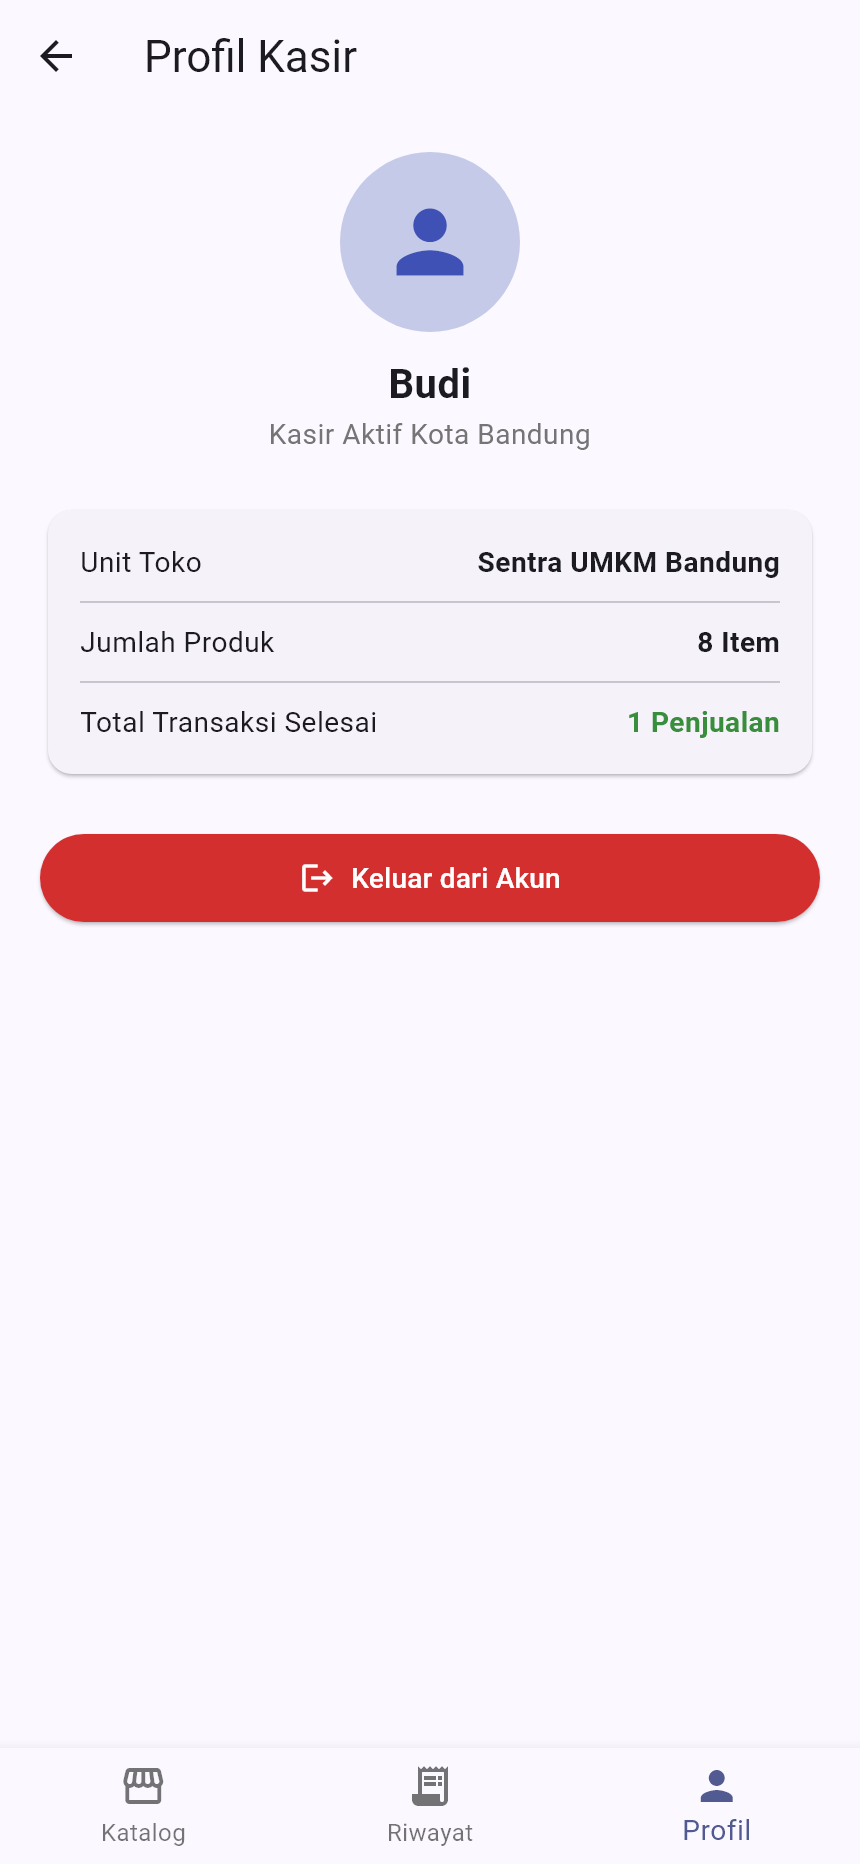 Profil Kasir
Budi
Kasir Aktif Kota Bandung
Unit Toko Sentra UMKM Bandung
Jumlah Produk 8 Item
Total Transaksi Selesai 1 Penjualan
Keluar dari Akun
Katalog Riwayat Profil